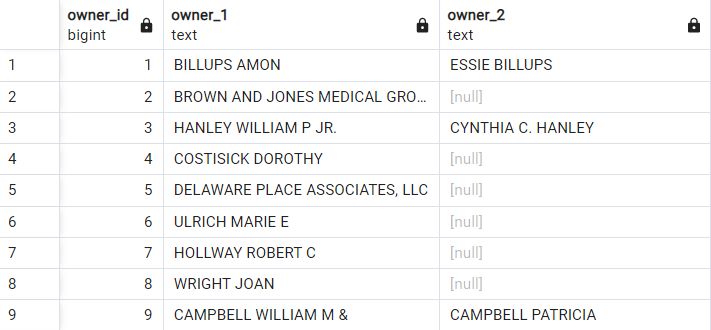 owner_id owner_1 owner_2
bigint text text
1 1 BILLUPS AMON ESSIE BILLUPS
2 2 BROWN AND JONES MEDICAL GRO... [null]
3 3 HANLEY WILLIAM P JR. CYNTHIA C. HANLEY
4 4 COSTISICK DOROTHY [null]
5 5 DELAWARE PLACE ASSOCIATES, LLC [null]
6 6 ULRICH MARIE E [null]
7 7 HOLLWAY ROBERT C [null]
8 8 WRIGHT JOAN [null]
9 9 CAMPBELL WILLIAM M & CAMPBELL PATRICIA